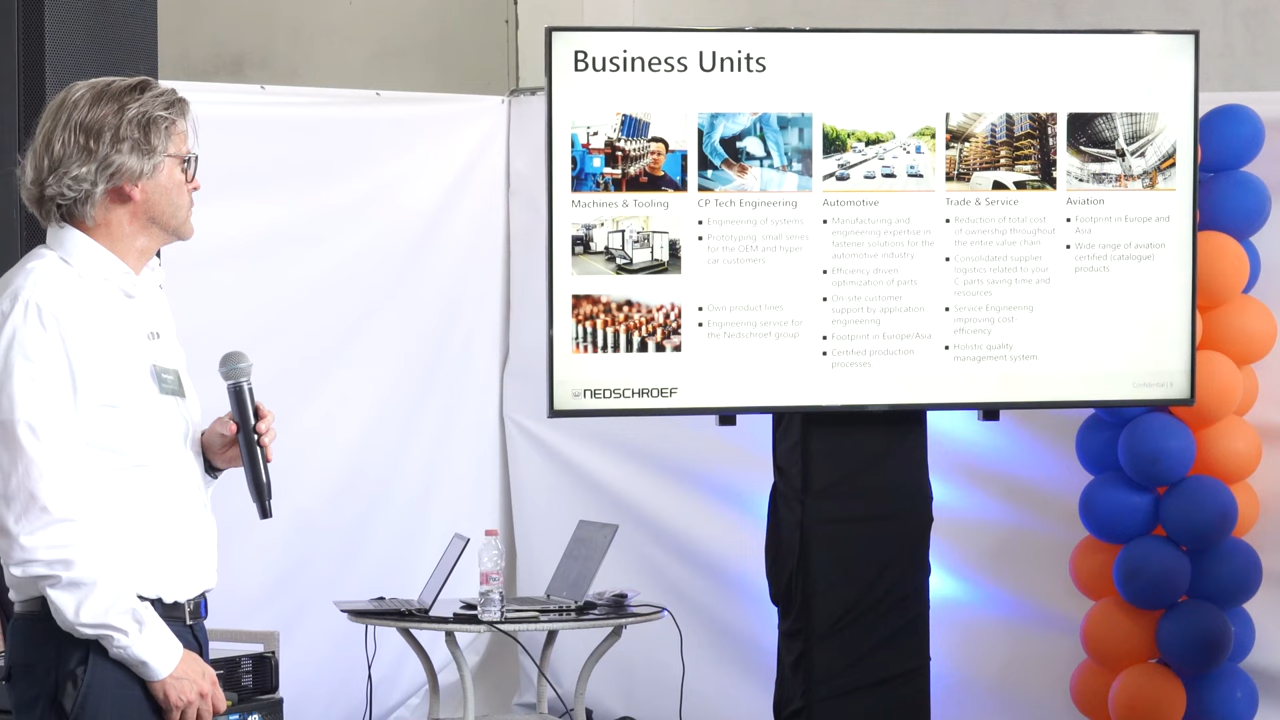 Business Units
Machines & Tooling
CP Tech Engineering
■ Engineering of systems
■ Prototyping, small series
for the OEM and hyper
car customers
■ Own product lines
■ Engineering service for
the Nedschroef group
Automotive
■ Manufacturing and
engineering expertise in
fastener solutions for the
automotive industry
■ Efficiency driven
optimization of parts
■ On-site customer
support by application
engineering
■ Footprint in Europe/Asia
■ Certified production
processes
Trade & Service
■ Reduction of total cost
of ownership throughout
the entire value chain
■ Consolidated supplier
logistics related to your
C-parts saving time and
resources
■ Service Engineering
improving cost-
efficiency
■ Holistic quality
management system
Aviation
■ Footprint in Europe and
Asia
■ Wide range of aviation
certified (catalogue)
products
NEDSCHROEF
Confidential | 9